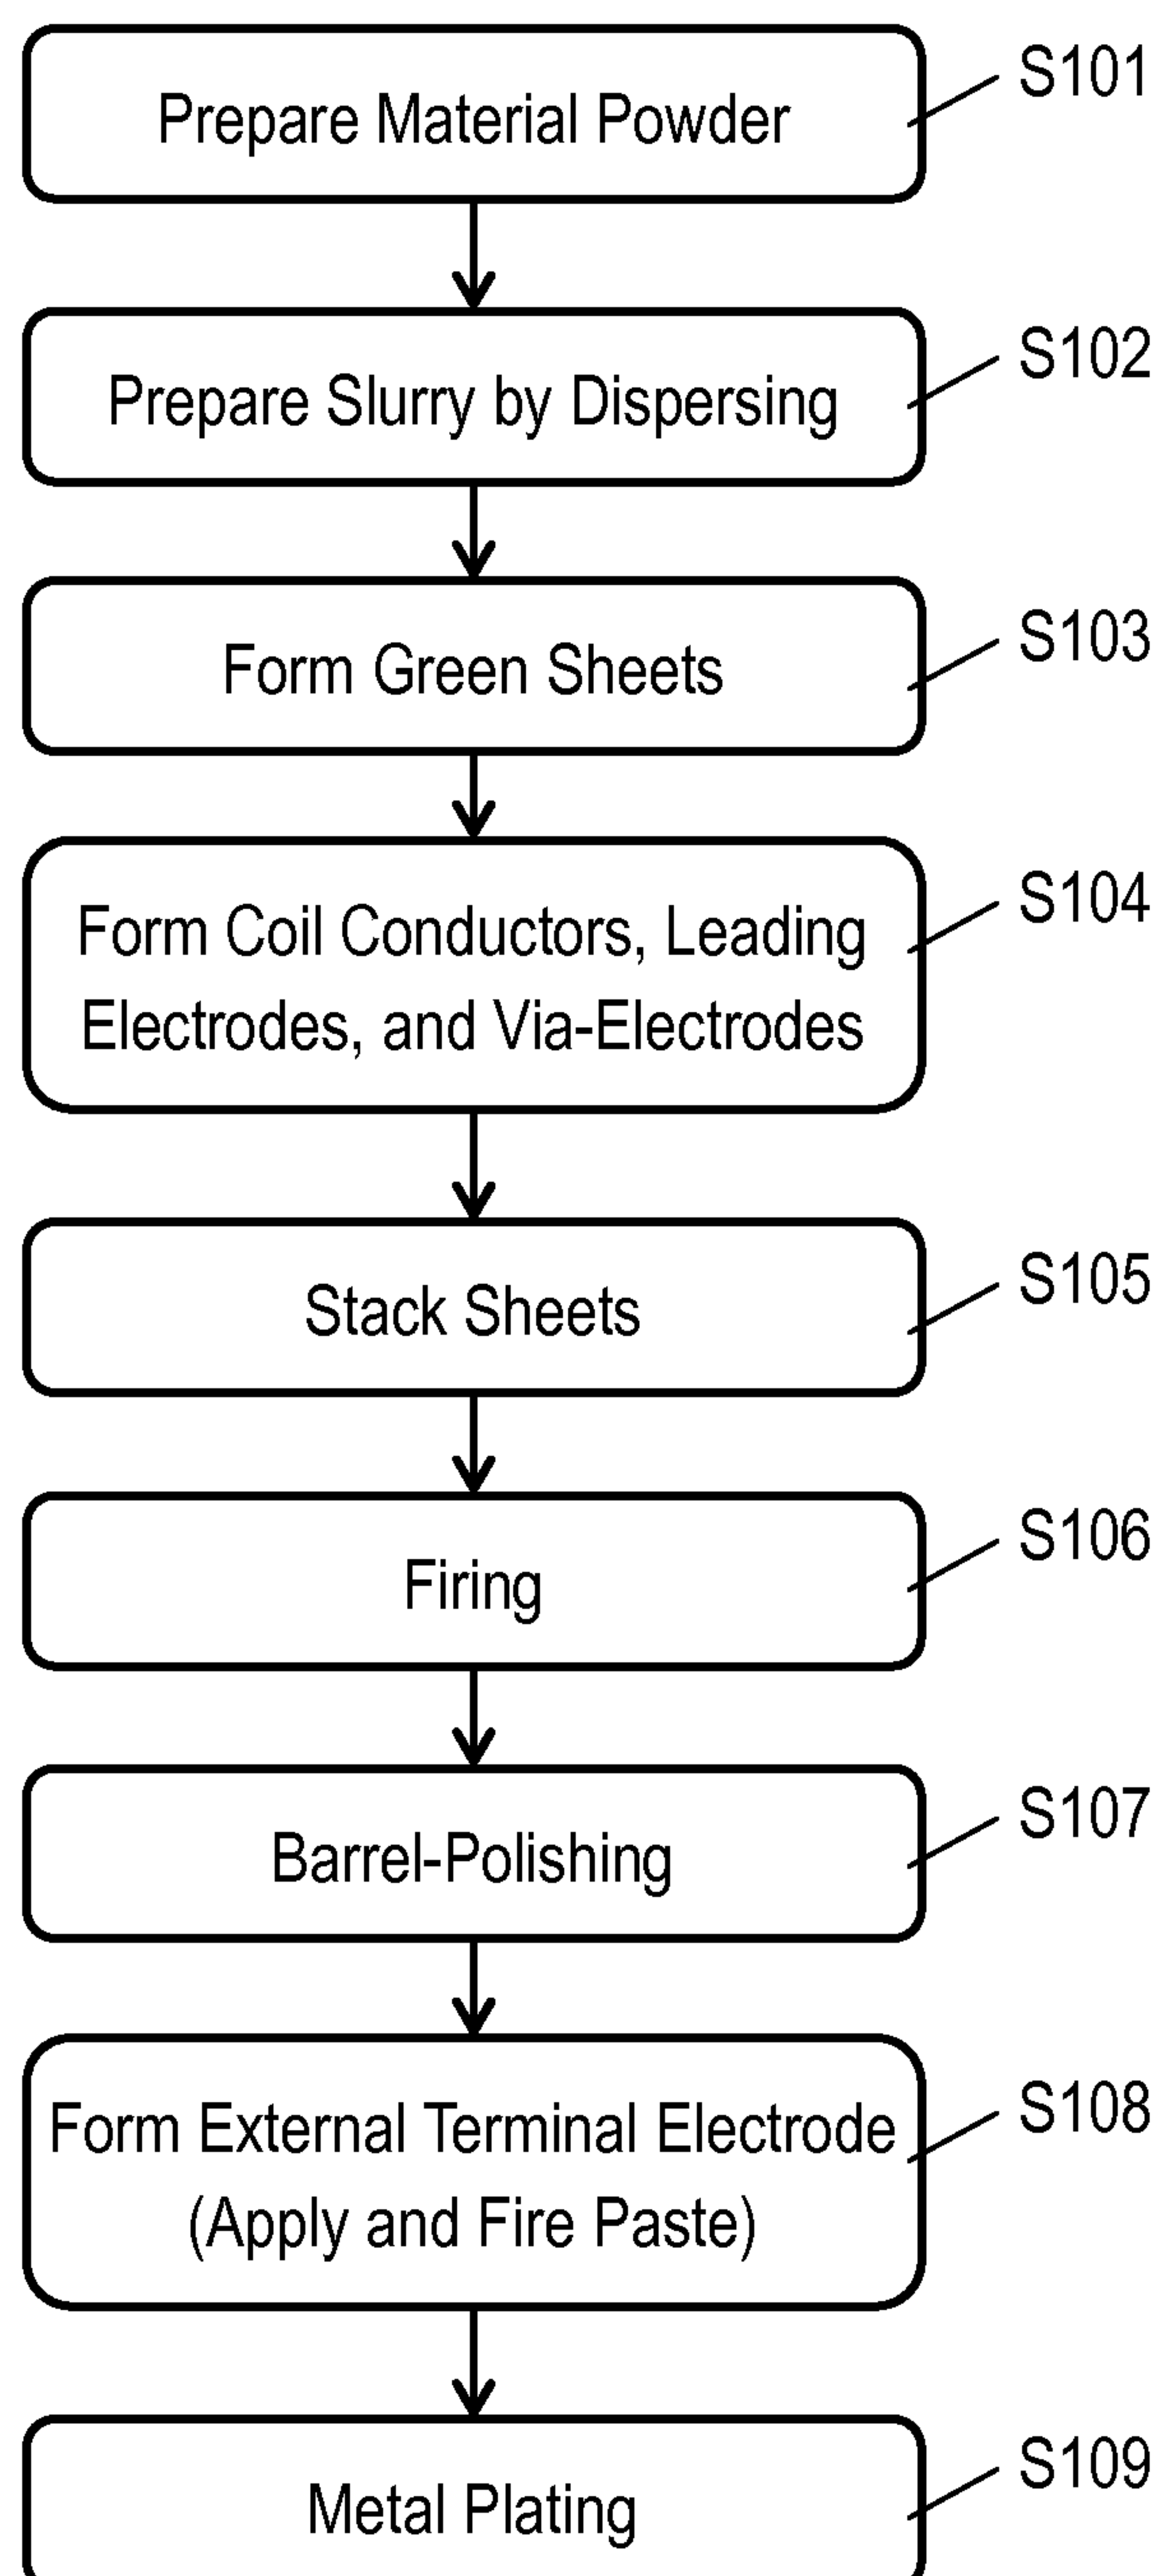 Prepare Material Powder
S101
Prepare Slurry by Dispersing
S102
Form Green Sheets
S103
Form Coil Conductors, Leading
Electrodes, and Via-Electrodes
S104
Stack Sheets
S105
Firing
S106
Barrel-Polishing
S107
Form External Terminal Electrode
(Apply and Fire Paste)
S108
Metal Plating
S109